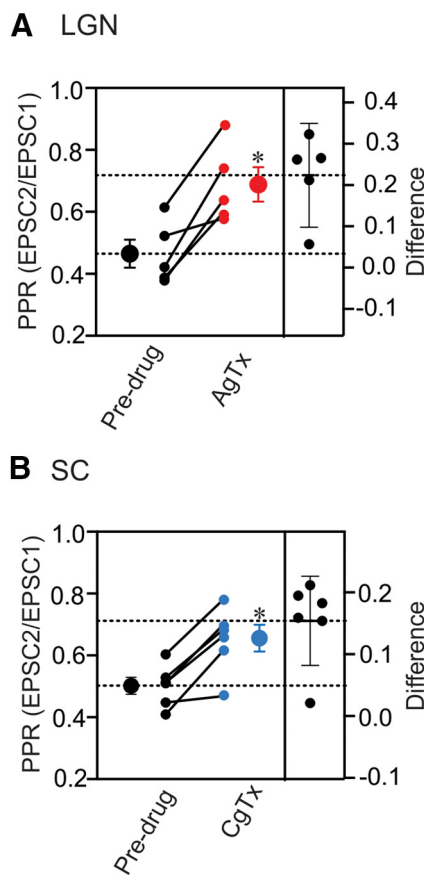 A LGN
PPR (EPSC2/EPSC1)
1.0
0.8
0.6
0.4
0.2
*
0.4
0.3
0.2
0.1
0.0
-0.1
Difference
Pre-drug
AgTx
B SC
PPR (EPSC2/EPSC1)
1.0
0.8
0.6
0.4
0.2
*
0.2
0.1
0.0
-0.1
Difference
Pre-drug
CgTx